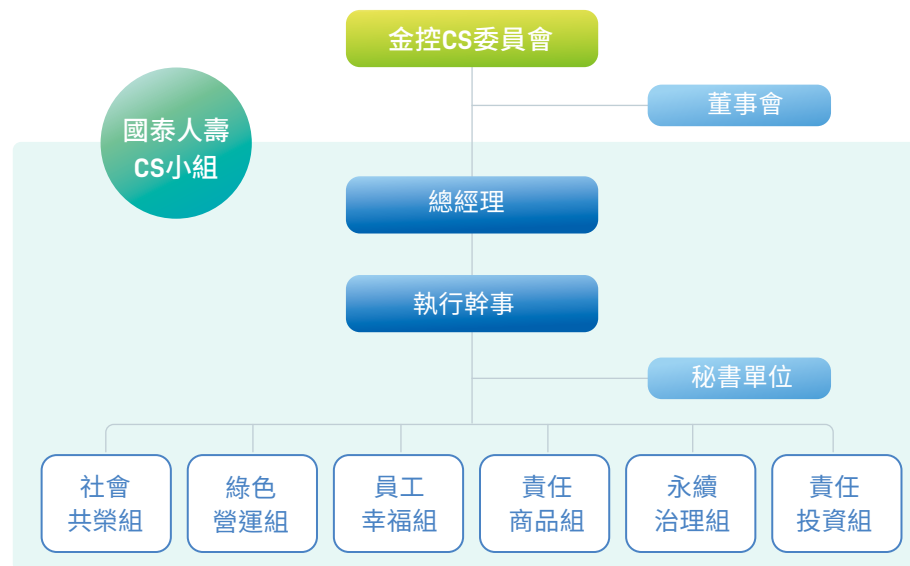 金控CS委員會
董事會
國泰人壽
CS小組
總經理
執行幹事
秘書單位
社會
共榮組
綠色
營運組
員工
幸福組
責任
商品組
永續
治理組
責任
投資組